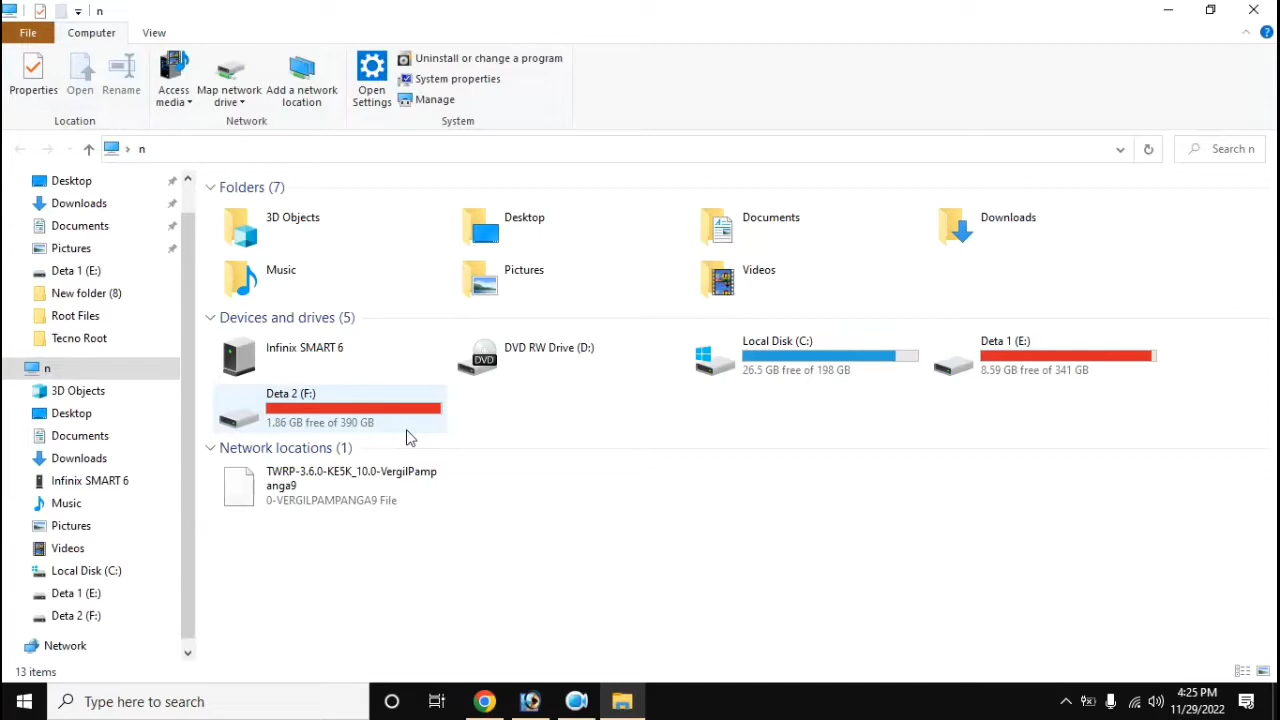 n
File
Computer
View
Properties
Open
Rename
Access media
Map network drive
Add a network location
Open Settings
Uninstall or change a program
System properties
Manage
Location
Network
System
n
Search n
Desktop
Downloads
Documents
Pictures
Deta 1 (E:)
New folder (8)
Root Files
Tecno Root
n
3D Objects
Desktop
Documents
Downloads
Infinix SMART 6
Music
Pictures
Videos
Local Disk (C:)
Deta 1 (E:)
Deta 2 (F:)
Network
Folders (7)
3D Objects
Desktop
Documents
Downloads
Music
Pictures
Videos
Devices and drives (5)
Infinix SMART 6
DVD RW Drive (D:)
DVD
Local Disk (C:)
26.5 GB free of 198 GB
Deta 1 (E:)
8.59 GB free of 341 GB
Deta 2 (F:)
1.86 GB free of 390 GB
Network locations (1)
TWRP-3.6.0-KE5K_10.0-VergilPamp
anga9
0-VERGILPAMPANGA9 File
13 items
Type here to search
4:25 PM
11/29/2022